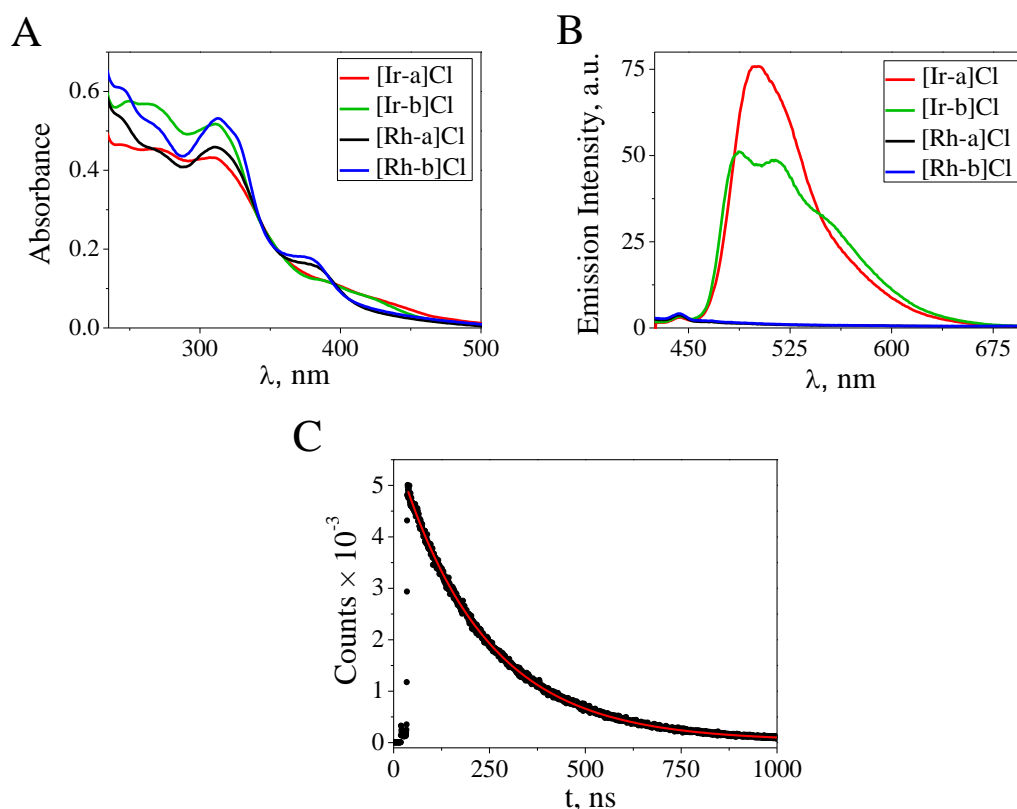 A
Absorbance
0.6
0.4
0.2
0.0
300
400
500
λ, nm
[Ir-a]Cl
[Ir-b]Cl
[Rh-a]Cl
[Rh-b]Cl
B
Emission Intensity, a.u.
75
50
25
0
450
525
600
675
λ, nm
[Ir-a]Cl
[Ir-b]Cl
[Rh-a]Cl
[Rh-b]Cl
C
Counts × 10⁻³
5
4
3
2
1
0
0
250
500
750
1000
t, ns